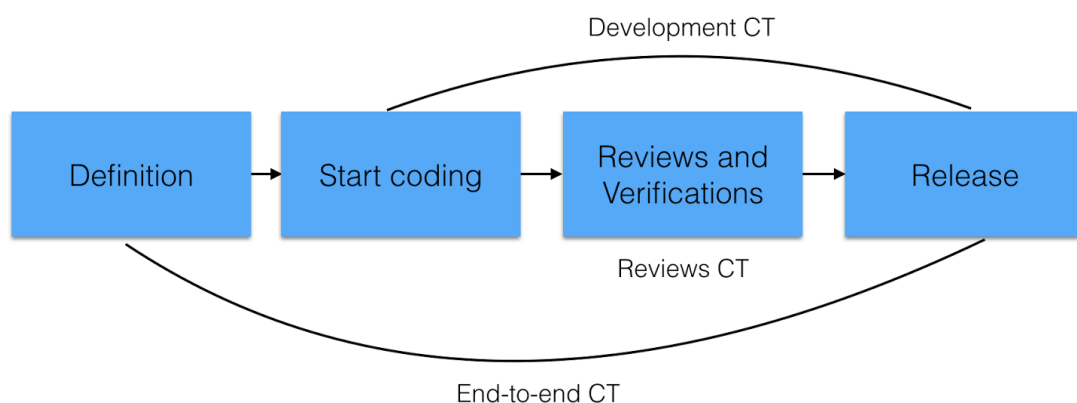 Development CT
Definition
Start coding
Reviews and
Verifications
Release
Reviews CT
End-to-end CT